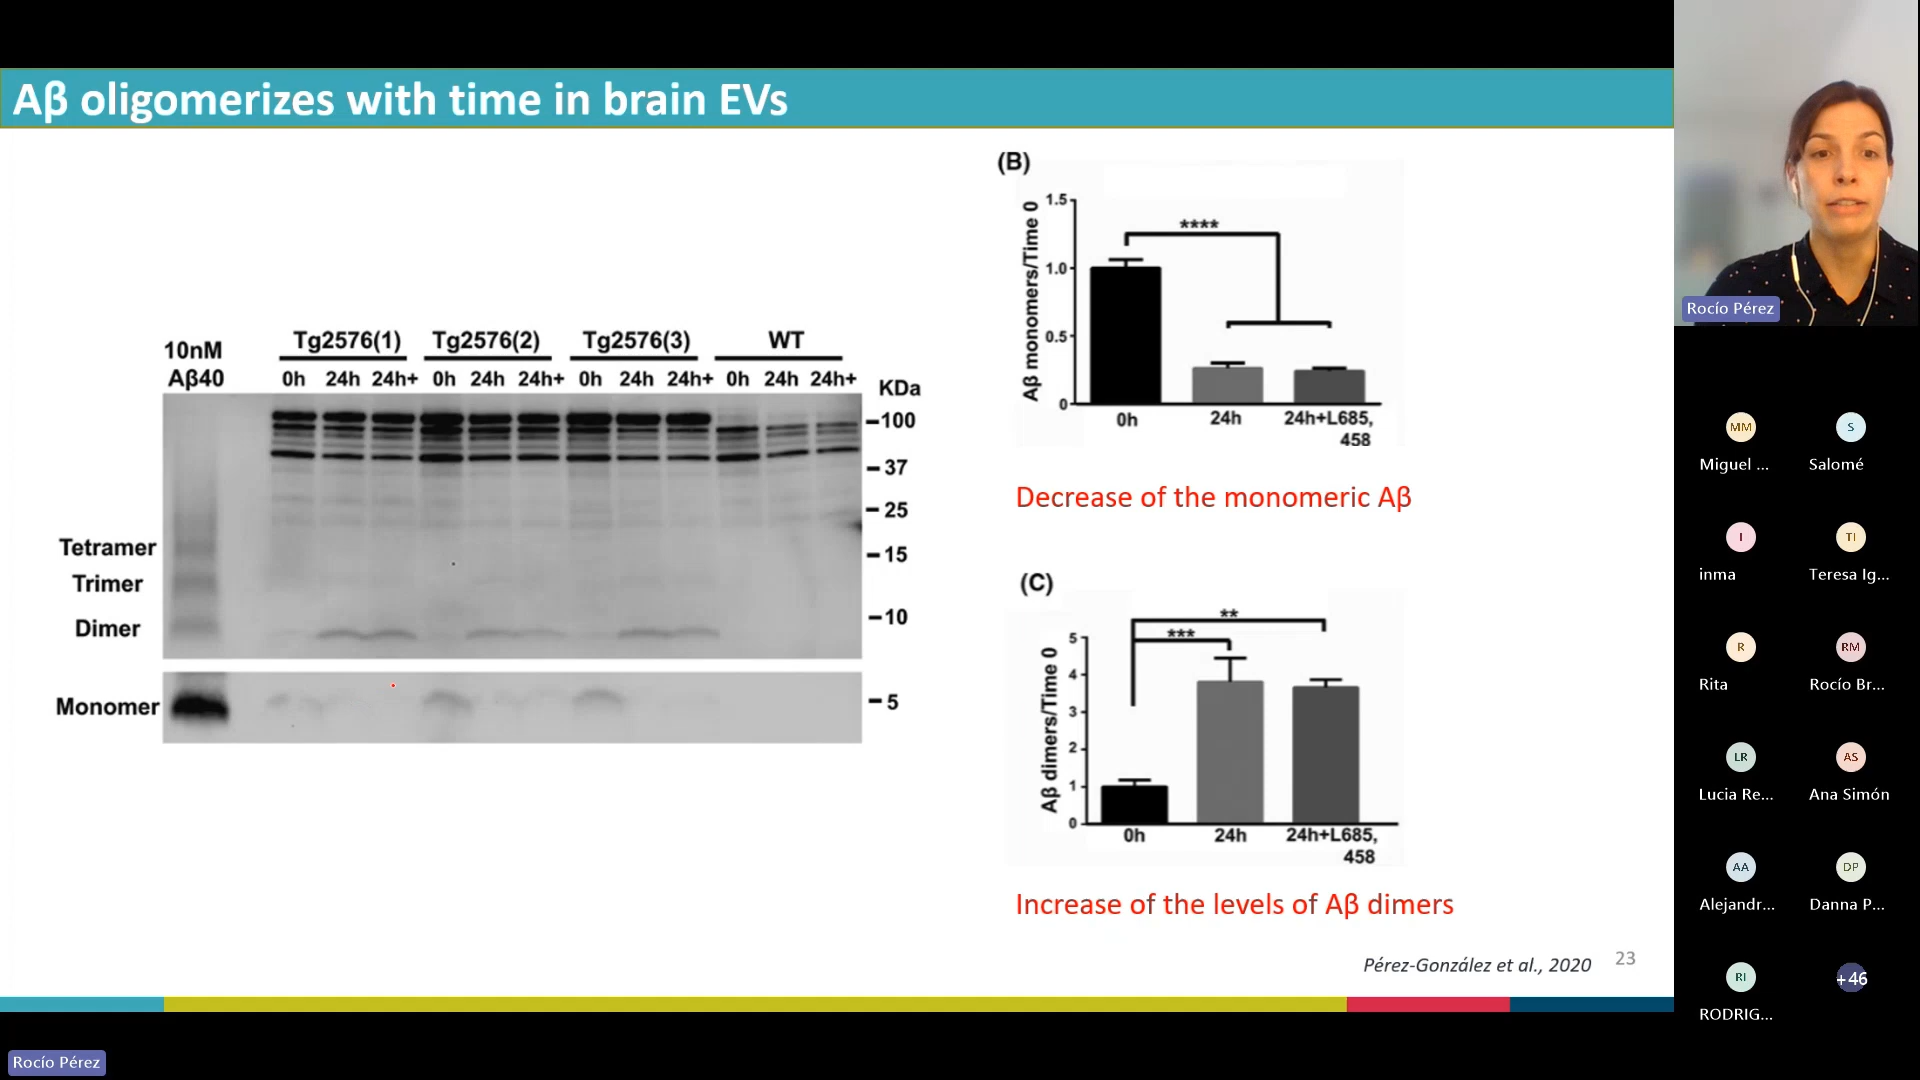 Aβ oligomerizes with time in brain EVs
10nM
Aβ40
Tg2576(1) Tg2576(2) Tg2576(3) WT
0h 24h 24h+ 0h 24h 24h+ 0h 24h 24h+ 0h 24h 24h+
KDa
100
37
25
15
10
5
Tetramer
Trimer
Dimer
Monomer
(B)
Aβ monomers/Time 0
1.5
1.0
0.5
0
****
0h 24h 24h+L685,
458
Decrease of the monomeric Aβ
(C)
Aβ dimers/Time 0
5
4
3
2
1
0
**
***
0h 24h 24h+L685,
458
Increase of the levels of Aβ dimers
Pérez-González et al., 2020
23
Rocío Pérez
Rocío Pérez
MM
Miguel ...
S
Salomé
I
inma
TI
Teresa Ig...
R
Rita
RM
Rocío Br...
LR
Lucia Re...
AS
Ana Simón
AA
Alejandr...
DP
Danna P...
RI
RODRIG...
+46